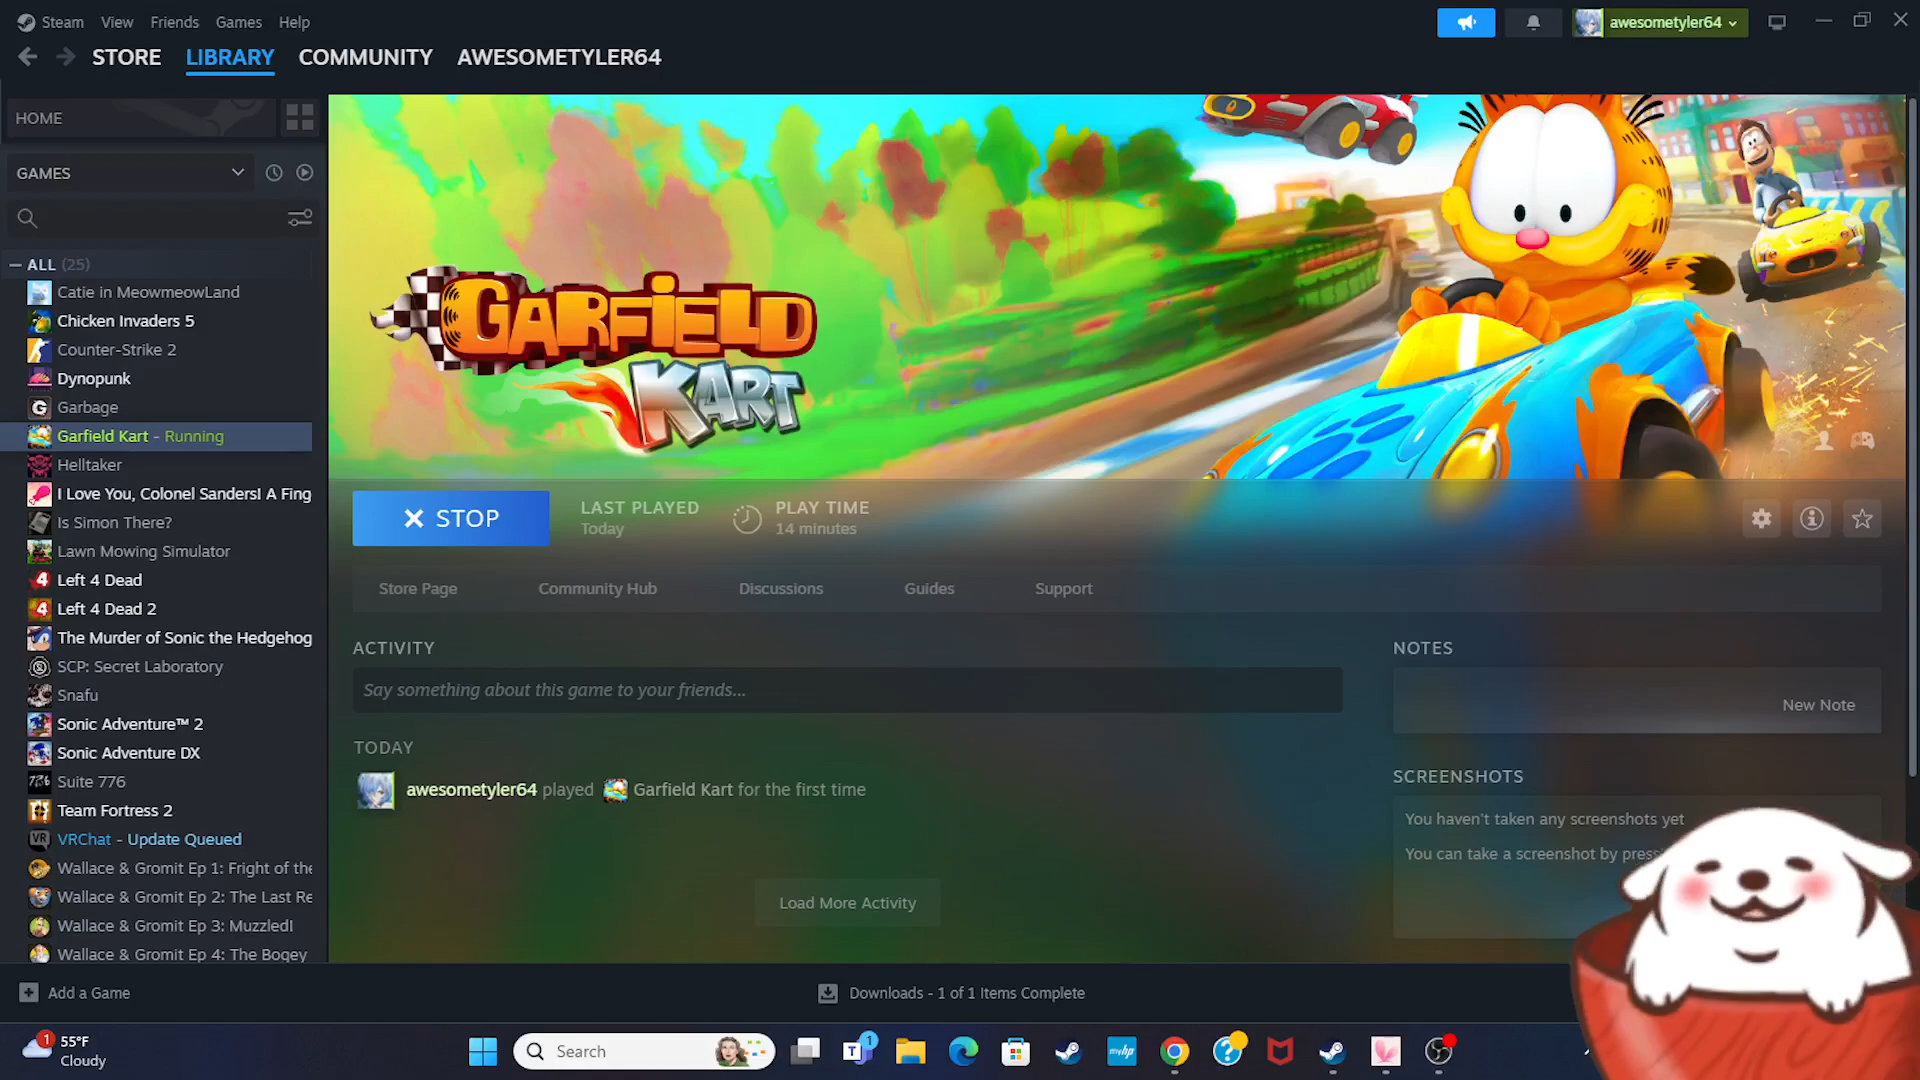 Steam View Friends Games Help
awesometyler64
STORE LIBRARY COMMUNITY AWESOMETYLER64
HOME
GAMES
ALL (25)
Catie in MeowmeowLand
Chicken Invaders 5
Counter-Strike 2
Dynopunk
Garbage
Garfield Kart - Running
Helltaker
I Love You, Colonel Sanders! A Fing
Is Simon There?
Lawn Mowing Simulator
Left 4 Dead
Left 4 Dead 2
The Murder of Sonic the Hedgehog
SCP: Secret Laboratory
Snafu
Sonic Adventure™ 2
Sonic Adventure DX
Suite 776
Team Fortress 2
VRChat - Update Queued
Wallace & Gromit Ep 1: Fright of the
Wallace & Gromit Ep 2: The Last Re
Wallace & Gromit Ep 3: Muzzled!
Wallace & Gromit Ep 4: The Bogey
GARFIELD
KART
STOP
LAST PLAYED
Today
PLAY TIME
14 minutes
Store Page Community Hub Discussions Guides Support
ACTIVITY
Say something about this game to your friends...
TODAY
awesometyler64 played Garfield Kart for the first time
Load More Activity
NOTES
New Note
SCREENSHOTS
You haven't taken any screenshots yet
You can take a screenshot by pressi
Add a Game
Downloads - 1 of 1 Items Complete
1
55°F
Cloudy
Search
1
T
myhp